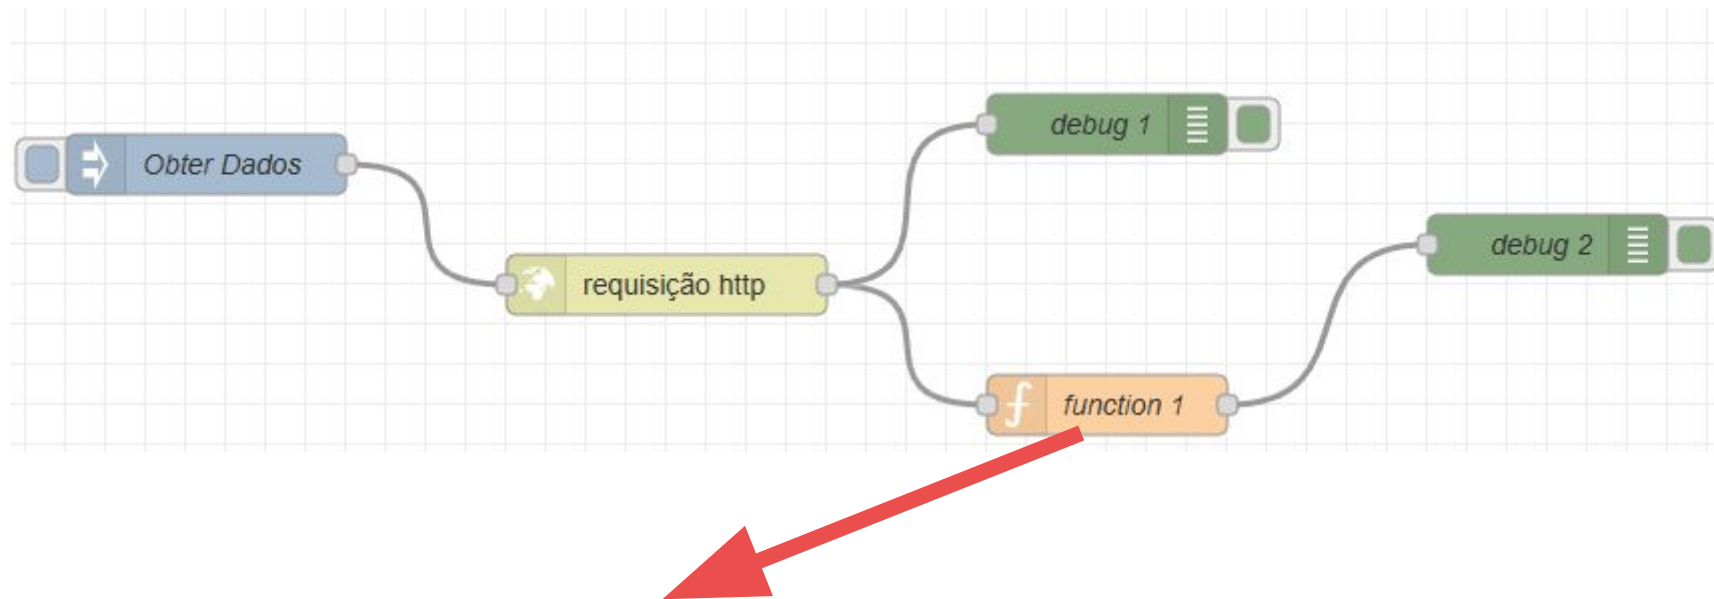 debug 1
Obter Dados
debug 2
requisição http
function 1